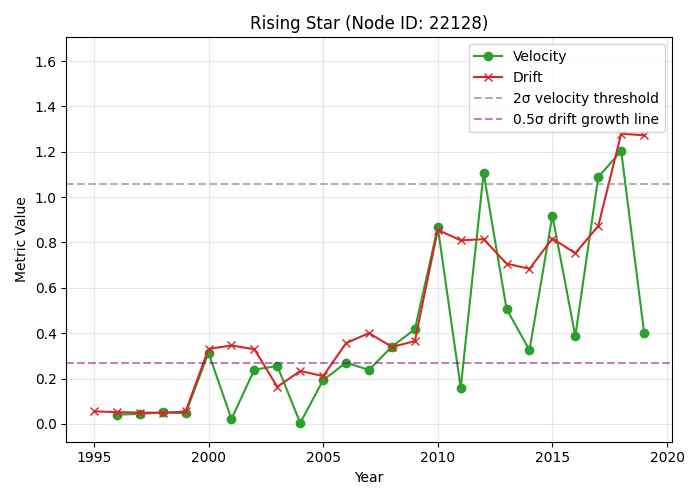 Rising Star (Node ID: 22128)
Velocity
Drift
2σ velocity threshold
0.5σ drift growth line
Metric Value
1.6
1.4
1.2
1.0
0.8
0.6
0.4
0.2
0.0
1995 2000 2005 2010 2015 2020
Year